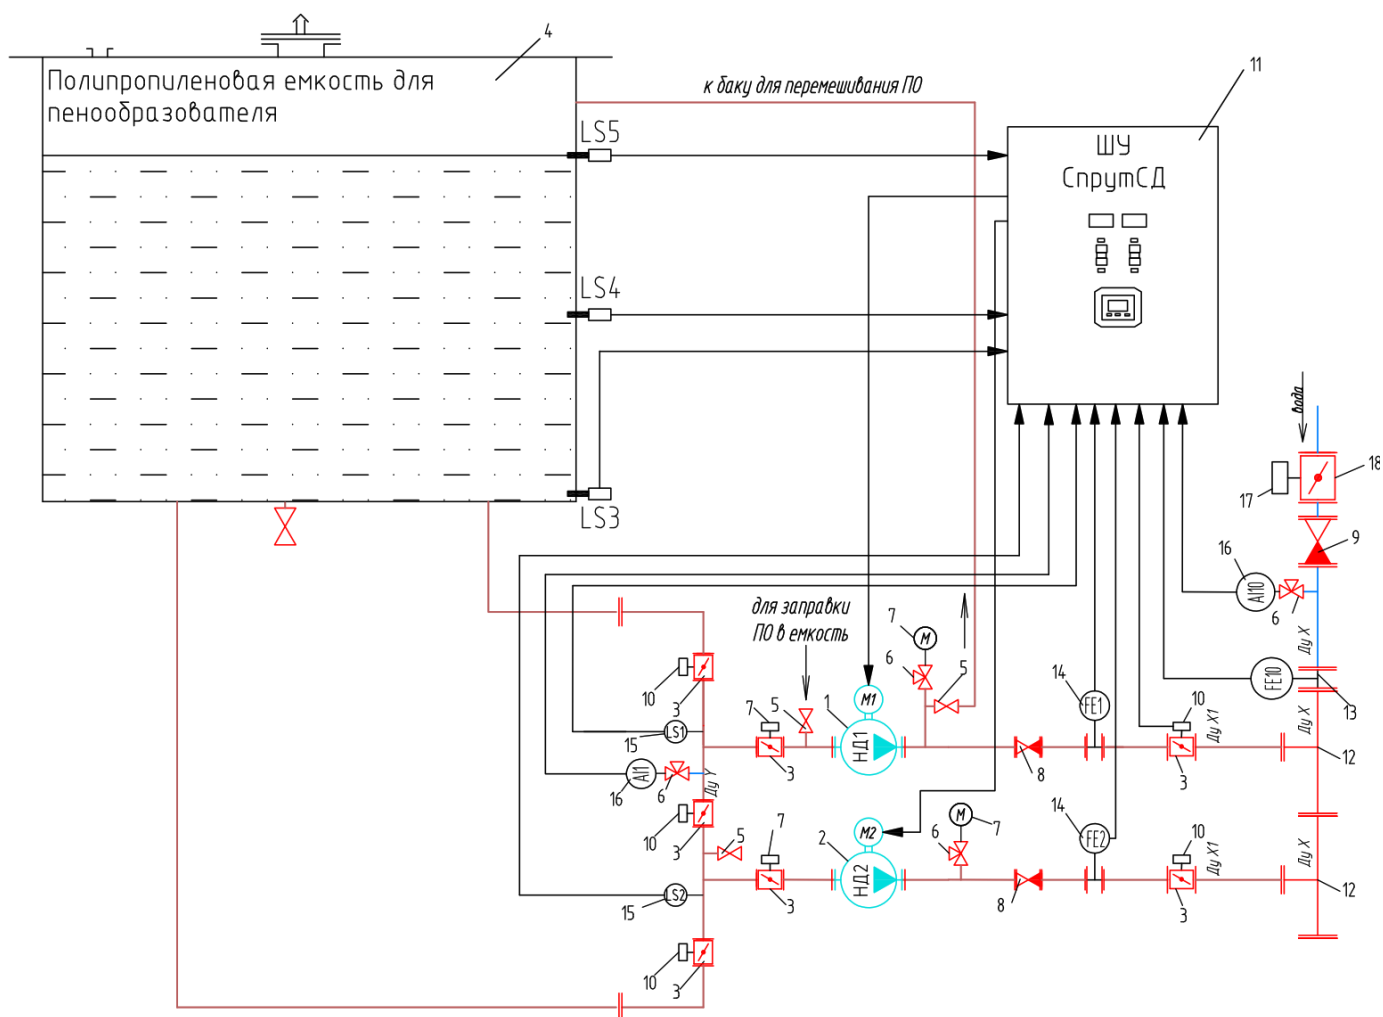 4
Полипропиленовая емкость для
пенообразователя
к баку для перемешивания ПО
11
LS5
ШУ
СпрутСД
LS4
вода
18
17
LS3
9
16
AI10
6
для заправки
ПО в емкость
7
M
6
5
Ду X
10
3
14
FE10
1
M1
FE1
10
Ду X1
Ду X
13
7
5
15
LS1
НД1
3
8
3
12
16
AI1
6
Ду Y
10
3
5
7
2
M2
НД2
6
M
7
14
FE2
10
Ду X1
Ду X
15
LS2
3
8
3
12
10
3